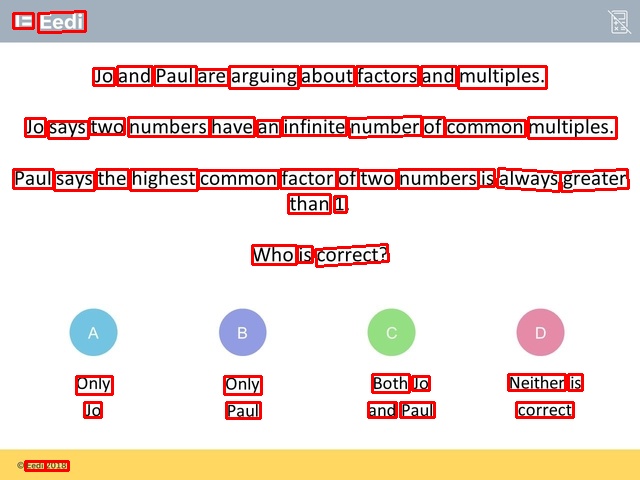 Eedi
Jo and Paul are arguing about factors and multiples.
Jo says two numbers have an infinite number of common multiples.
Paul says the highest common factor of two numbers is always greater
than 1.
Who is correct?
A B C D
Only Only Both Jo Neither is
Jo Paul and Paul correct
© Eedi 2018